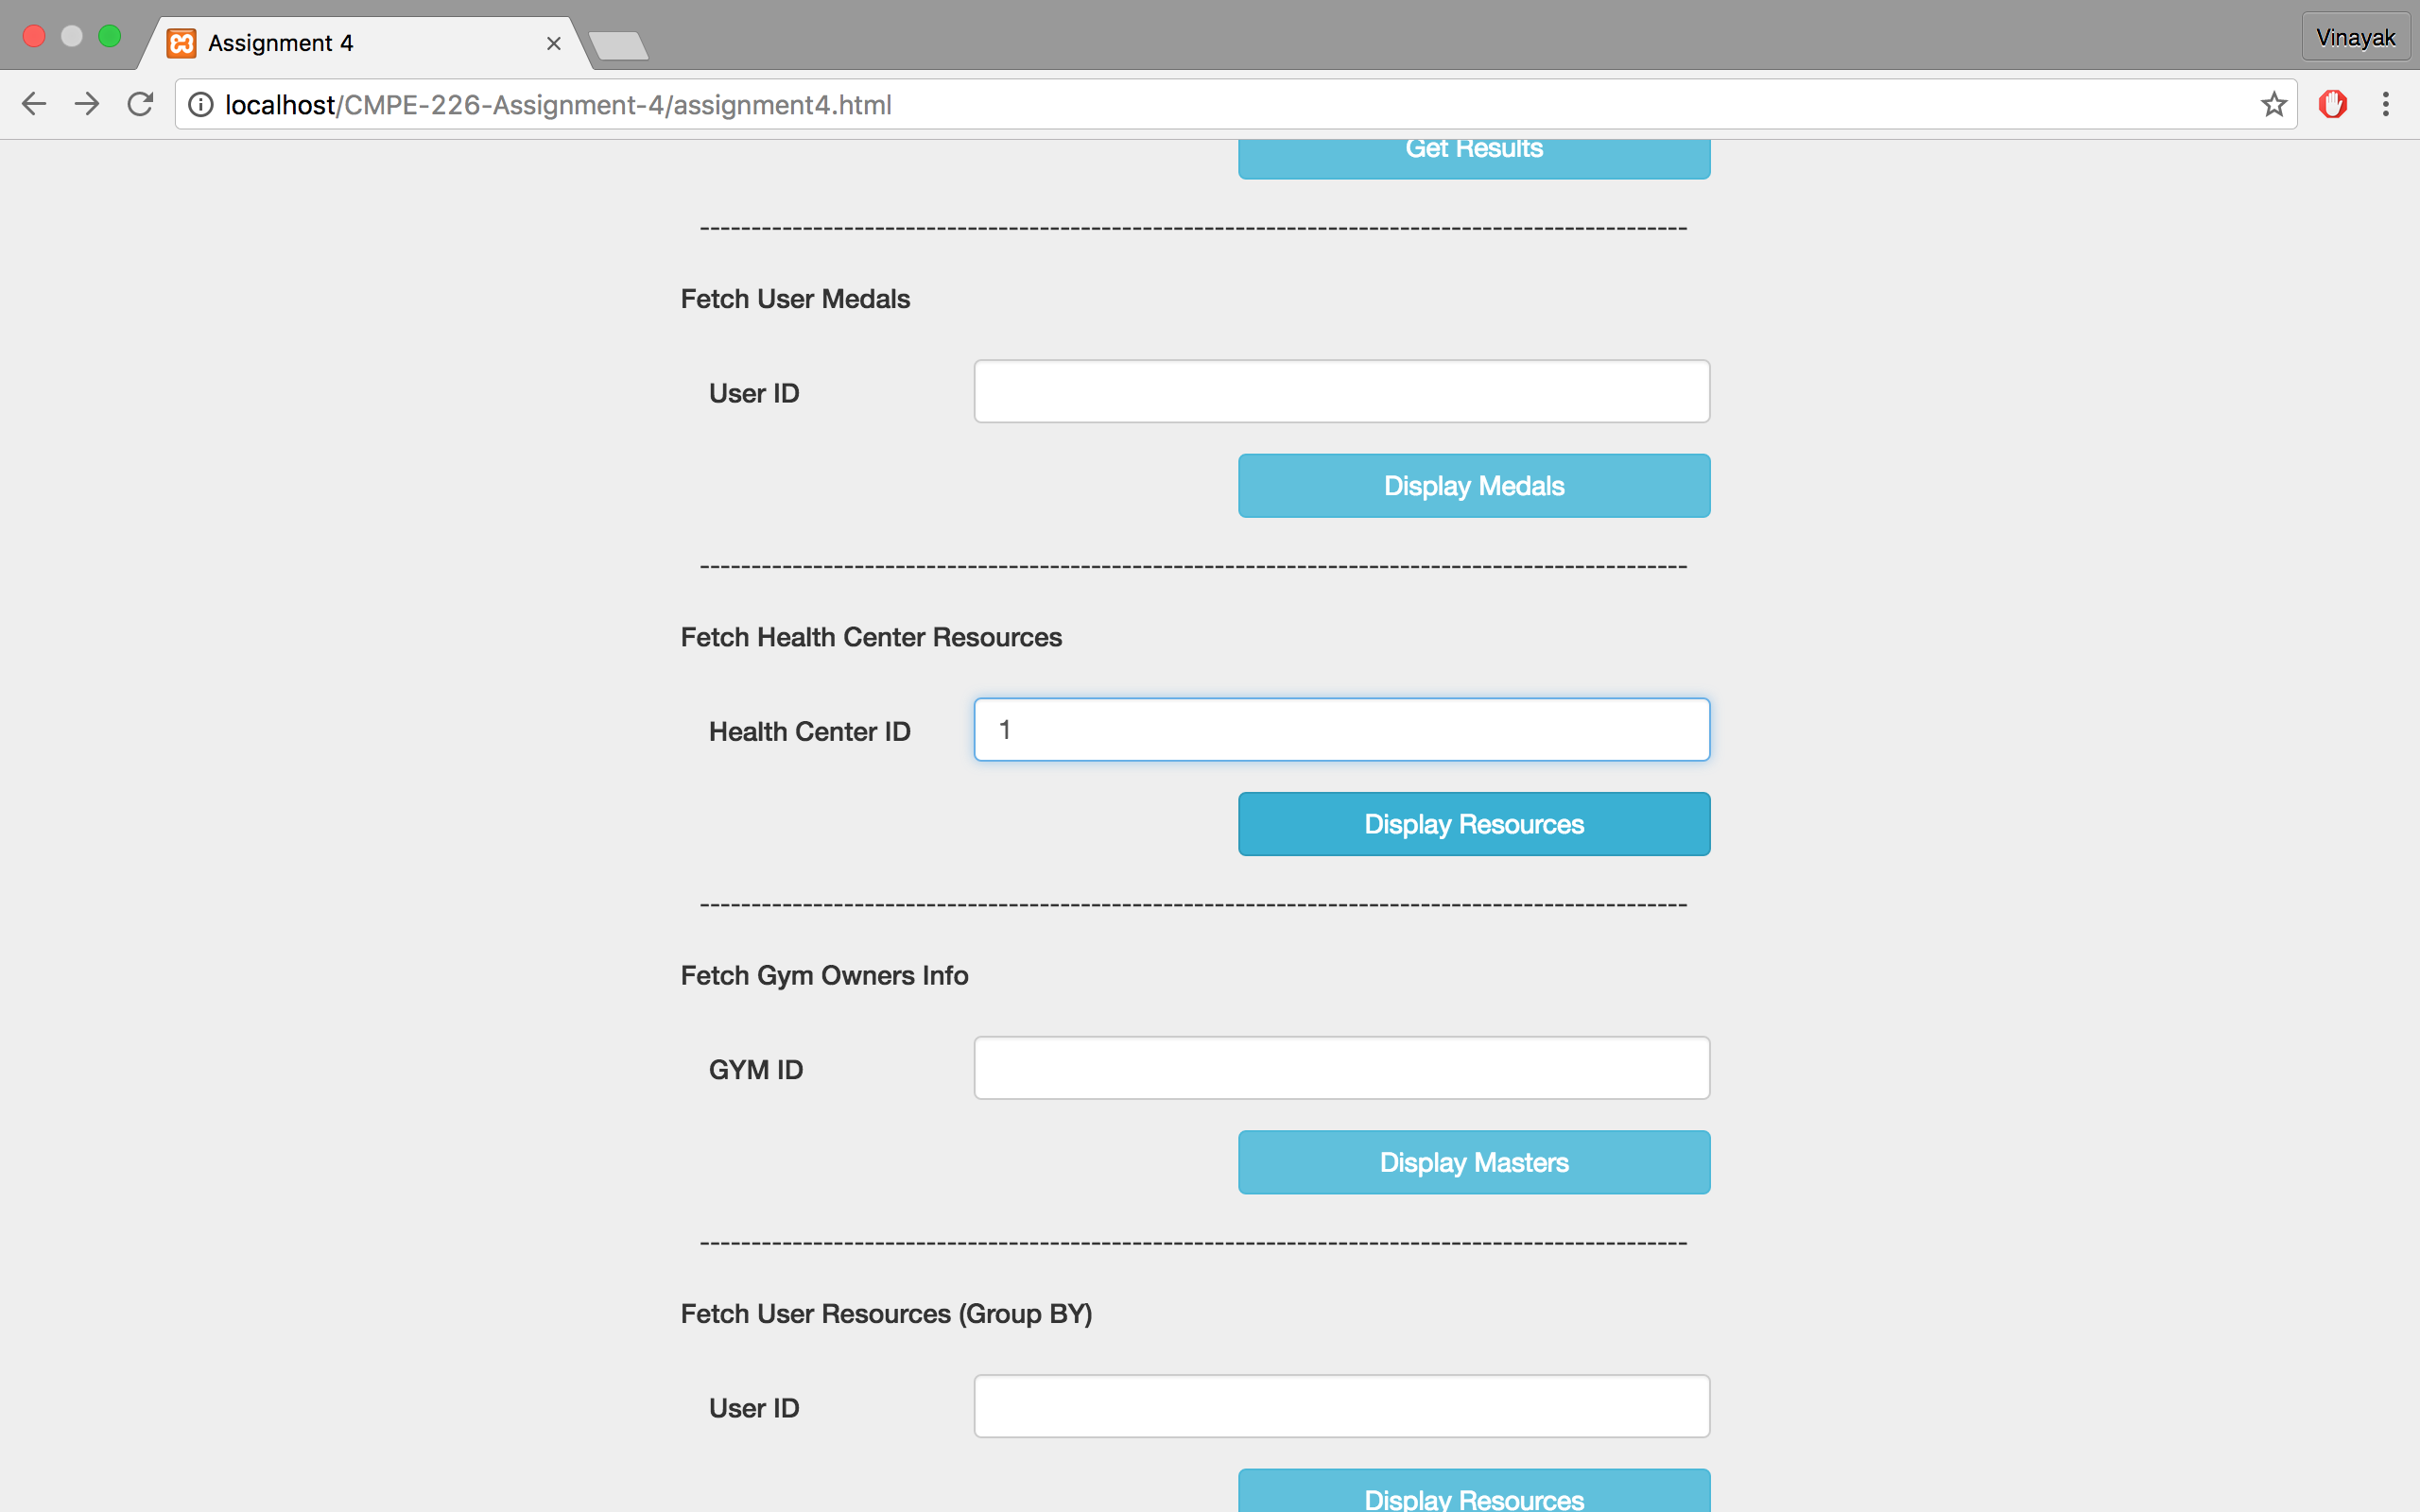 Assignment 4
Vinayak
localhost/CMPE-226-Assignment-4/assignment4.html
Get Results
----------------------------------------------------------------------------------------------------
Fetch User Medals
User ID
Display Medals
----------------------------------------------------------------------------------------------------
Fetch Health Center Resources
Health Center ID
1
Display Resources
----------------------------------------------------------------------------------------------------
Fetch Gym Owners Info
GYM ID
Display Masters
----------------------------------------------------------------------------------------------------
Fetch User Resources (Group BY)
User ID
Display Resources